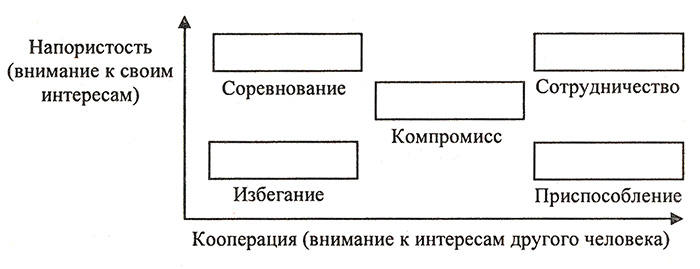 Напористость
(внимание к своим
интересам)
Соревнование
Сотрудничество
Компромисс
Избегание
Приспособление
Кооперация (внимание к интересам другого человека)